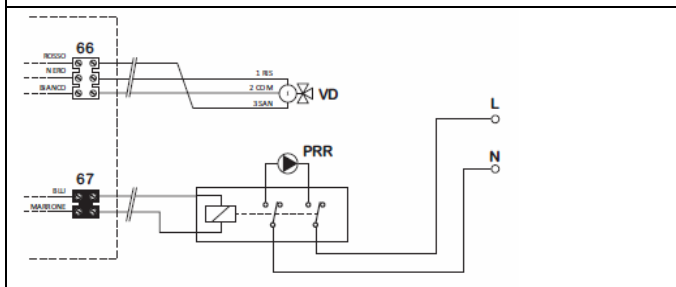 66
ROSSO
NERO
BIANCO
1 RIS
2 COM
3SAN
VD
L
N
PRR
67
BLU
MARRONE